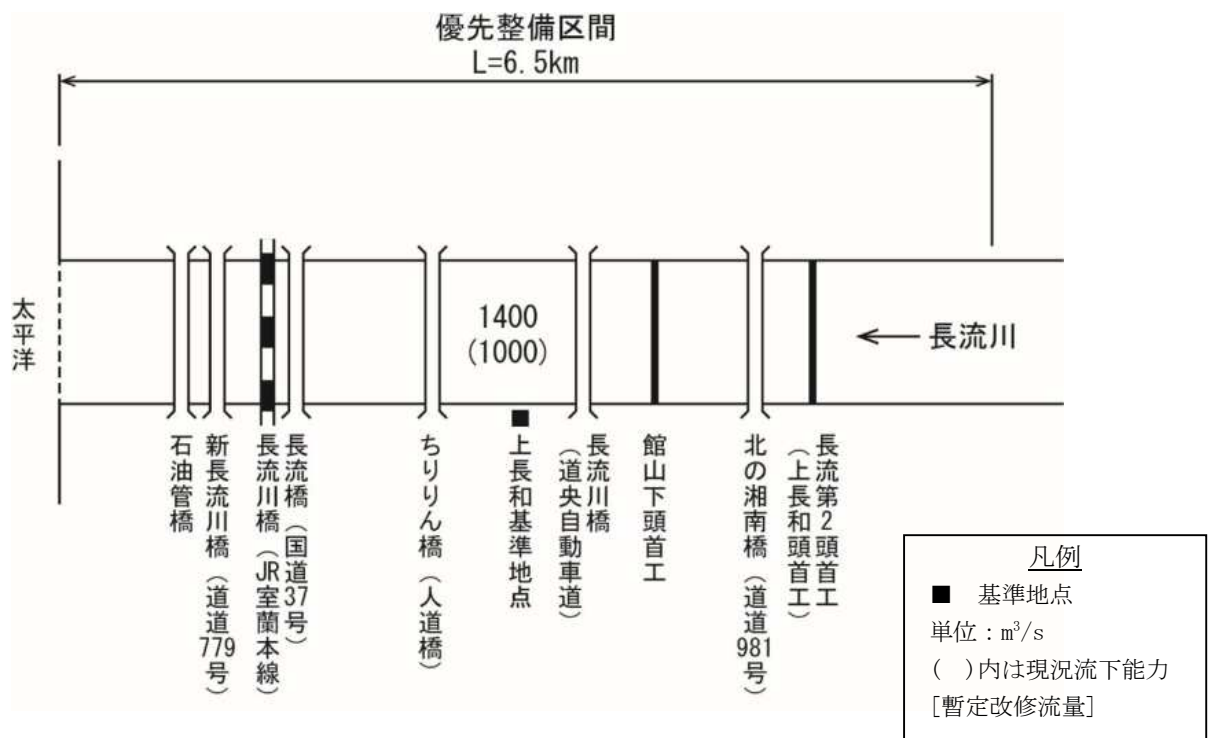 優先整備区間
L=6.5km
太平洋
1400
(1000)
長流川
石油管橋
新長流川橋（道道779号）
長流川橋（JR室蘭本線）
長流橋（国道37号）
ちりりん橋（人道橋）
上長和基準地点
長流川橋
（道央自動車道）
館山下頭首工
北の湘南橋（道道981号）
長流第2頭首工
（上長和頭首工）
凡例
■　基準地点
単位：m³/s
(　)内は現況流下能力
[暫定改修流量]